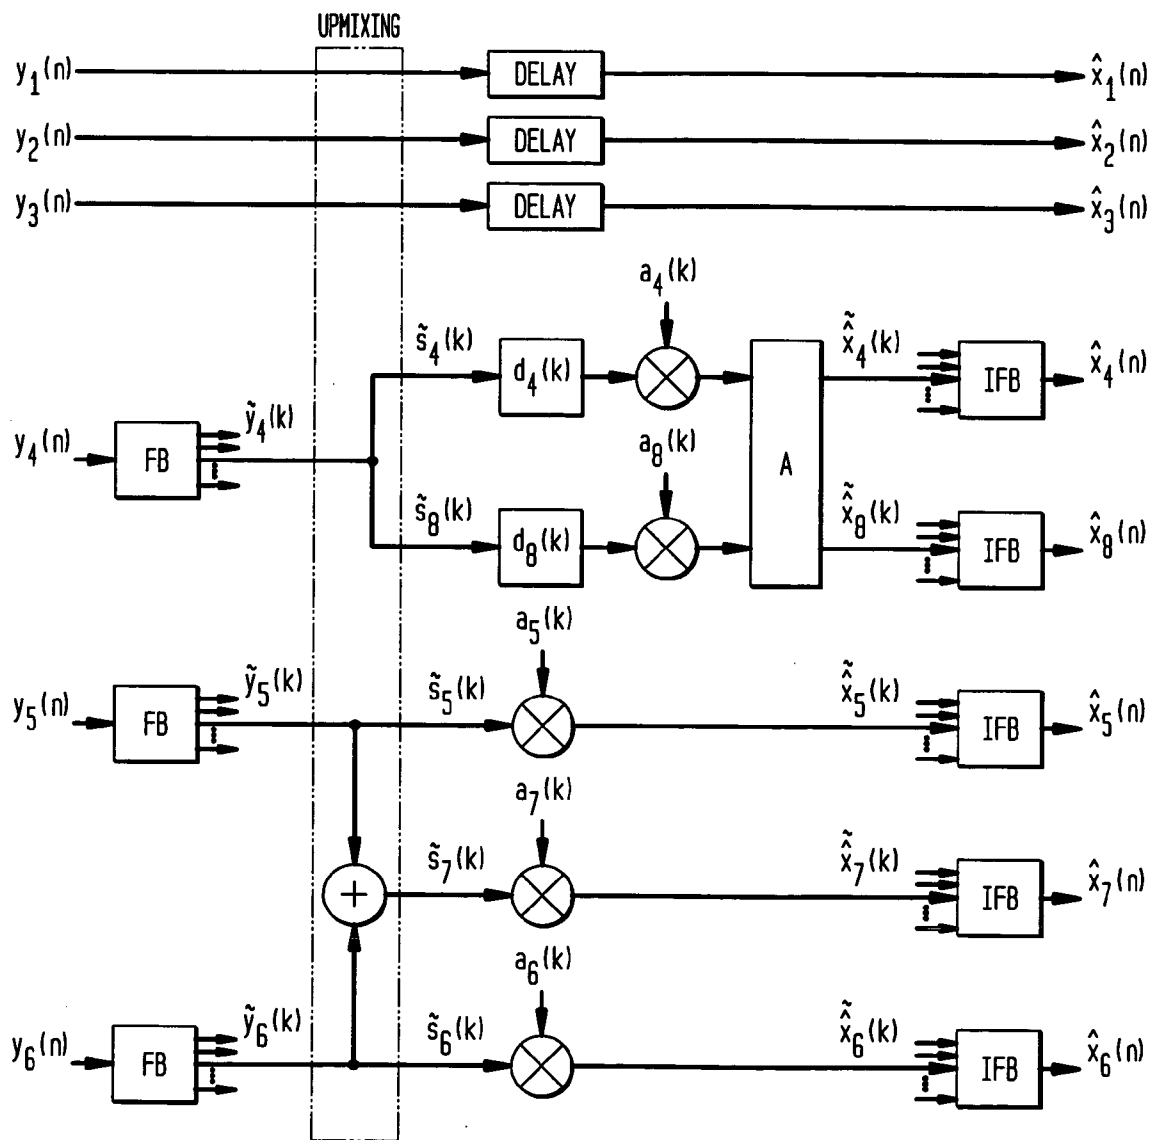 UPMIXING
y₁(n) DELAY x̂₁(n)
y₂(n) DELAY x̂₂(n)
y₃(n) DELAY x̂₃(n)
a₄(k)
s̃₄(k) d₄(k) x̂̃₄(k) IFB x̂₄(n)
y₄(n) FB ỹ₄(k) a₈(k) A
s̃₈(k) d₈(k) x̂̃₈(k) IFB x̂₈(n)
a₅(k)
y₅(n) FB ỹ₅(k) s̃₅(k) x̂̃₅(k) IFB x̂₅(n)
a₇(k)
+ s̃₇(k) x̂̃₇(k) IFB x̂₇(n)
a₆(k)
y₆(n) FB ỹ₆(k) s̃₆(k) x̂̃₆(k) IFB x̂₆(n)